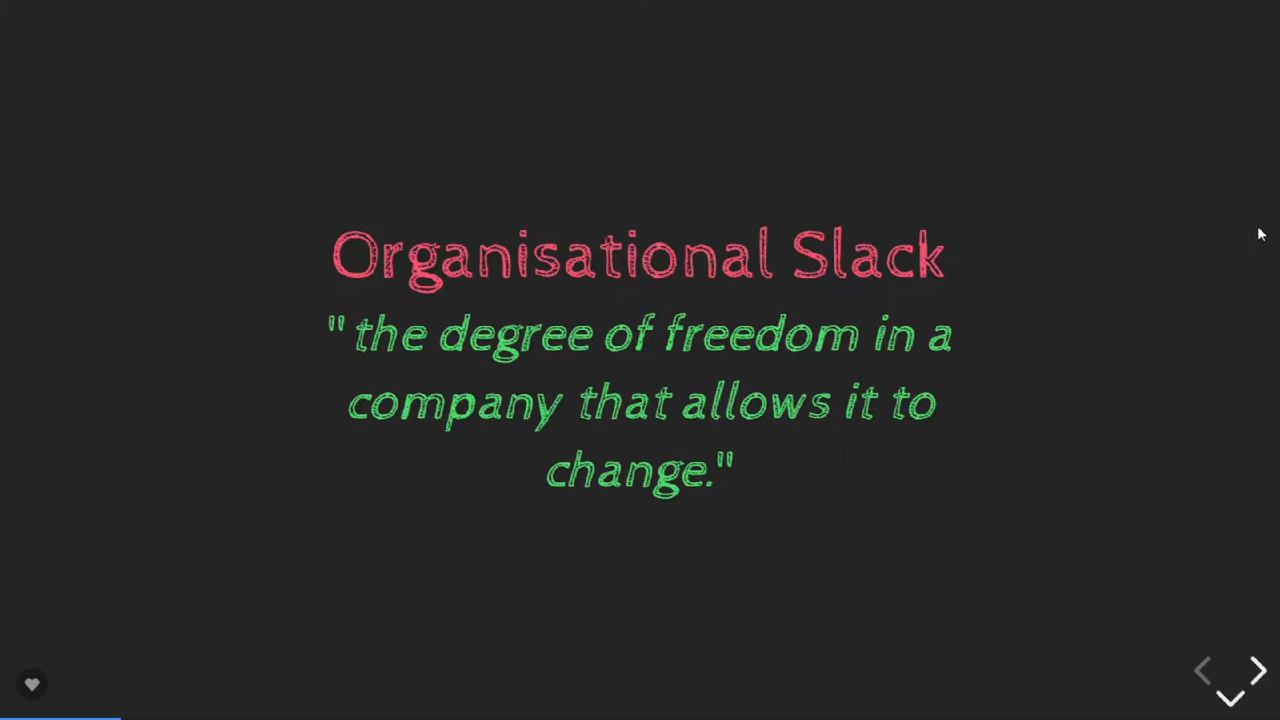 Organisational Slack
" the degree of freedom in a
company that allows it to
change."